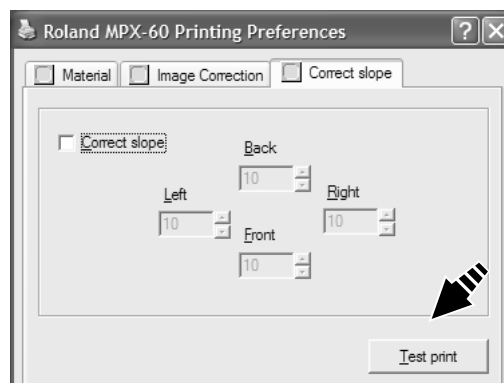 Roland MPX-60 Printing Preferences
Material Image Correction Correct slope
Correct slope
Back
10
Left Right
10 10
Front
10
Test print